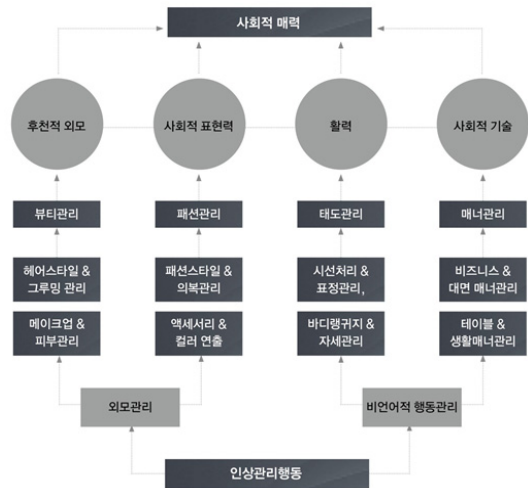 사회적 매력
후천적 외모
사회적 표현력
활력
사회적 기술
뷰티관리
패션관리
태도관리
매너관리
헤어스타일 &
그루밍 관리
패션스타일 &
의복관리
시선처리 &
표정관리,
비즈니스 &
대면 매너관리
메이크업 &
피부관리
액세서리 &
컬러 연출
바디랭귀지 &
자세관리
테이블 &
생활매너관리
외모관리
비언어적 행동관리
인상관리행동